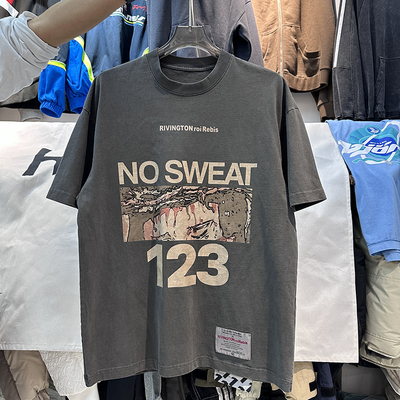 RIVINGTON roi Rebis
NO SWEAT
123